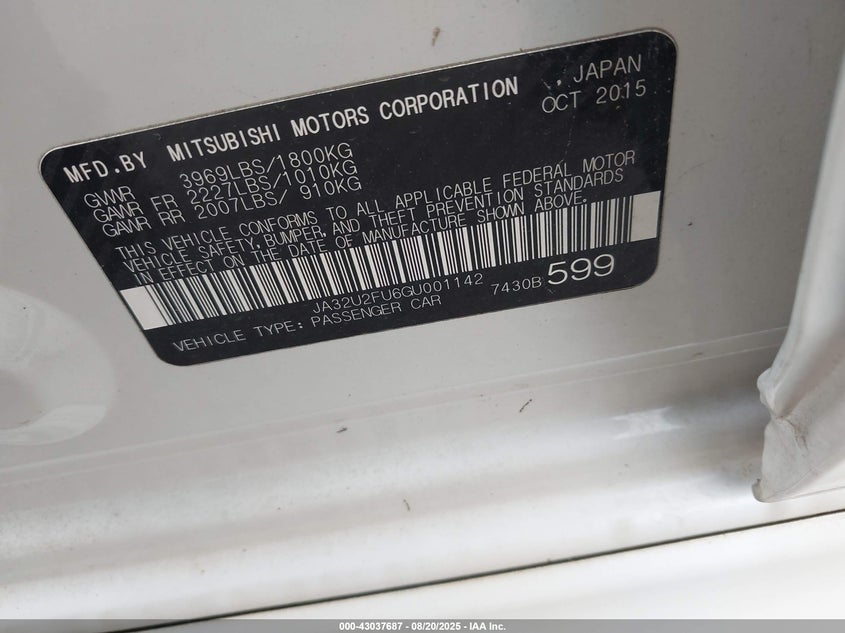 MFD.BY MITSUBISHI MOTORS CORPORATION , JAPAN
OCT 2015
GWWR 3969LBS/1800KG
GAWR FR 2227LBS/1010KG
GAWR RR 2007LBS/ 910KG
THIS VEHICLE CONFORMS TO ALL APPLICABLE FEDERAL MOTOR
VEHICLE SAFETY, BUMPER, AND THEFT PREVENTION STANDARDS
IN EFFECT ON THE DATE OF MANUFACTURE SHOWN ABOVE.
JA32U2FU6GU001142 7430B 599
VEHICLE TYPE: PASSENGER CAR
000-43037687 - 08/20/2025 - IAA Inc.